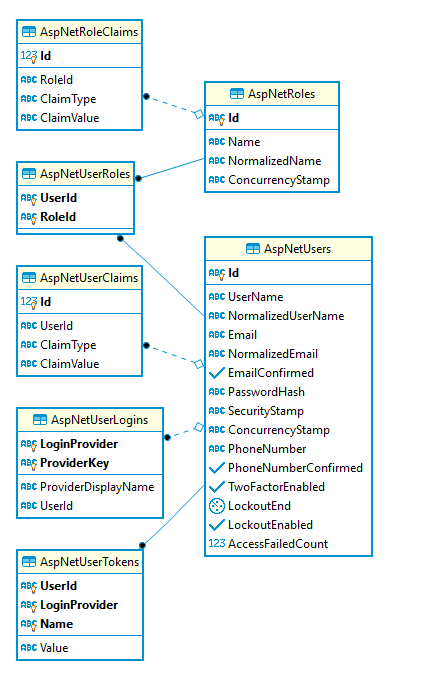 AspNetRoleClaims
123 Id
ABC RoleId
ABC ClaimType
ABC ClaimValue
AspNetRoles
ABC Id
ABC Name
ABC NormalizedName
ABC ConcurrencyStamp
AspNetUserRoles
ABC UserId
ABC RoleId
AspNetUserClaims
123 Id
ABC UserId
ABC ClaimType
ABC ClaimValue
AspNetUsers
ABC Id
ABC UserName
ABC NormalizedUserName
ABC Email
ABC NormalizedEmail
EmailConfirmed
ABC PasswordHash
ABC SecurityStamp
ABC ConcurrencyStamp
ABC PhoneNumber
PhoneNumberConfirmed
TwoFactorEnabled
LockoutEnd
LockoutEnabled
123 AccessFailedCount
AspNetUserLogins
ABC LoginProvider
ABC ProviderKey
ABC ProviderDisplayName
ABC UserId
AspNetUserTokens
ABC UserId
ABC LoginProvider
ABC Name
ABC Value